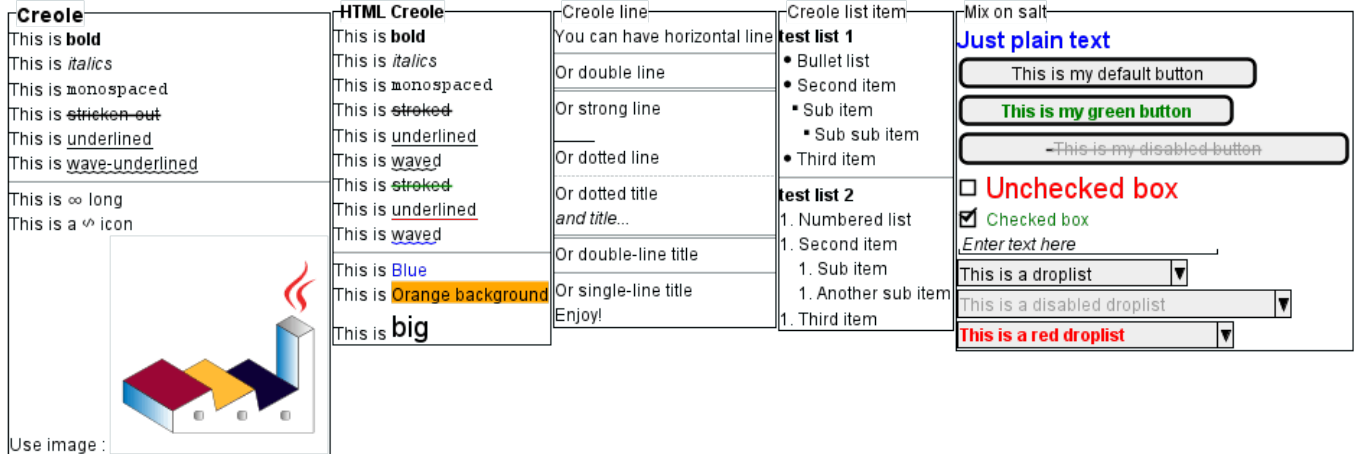 Creole
This is bold
This is italics
This is monospaced
This is stricken-out
This is underlined
This is wave-underlined
This is ∞ long
This is a icon
Use image :
HTML Creole
This is bold
This is italics
This is monospaced
This is stroked
This is underlined
This is waved
This is stroked
This is underlined
This is waved
This is Blue
This is Orange background
This is big
Creole line
You can have horizontal line
Or double line
Or strong line
Or dotted line
Or dotted title
and title...
Or double-line title
Or single-line title
Enjoy!
Creole list item
test list 1
• Bullet list
• Second item
▪ Sub item
▪ Sub sub item
• Third item
test list 2
1. Numbered list
1. Second item
1. Sub item
1. Another sub item
1. Third item
Mix on salt
Just plain text
This is my default button
This is my green button
This is my disabled button
Unchecked box
Checked box
Enter text here
This is a droplist
This is a disabled droplist
This is a red droplist